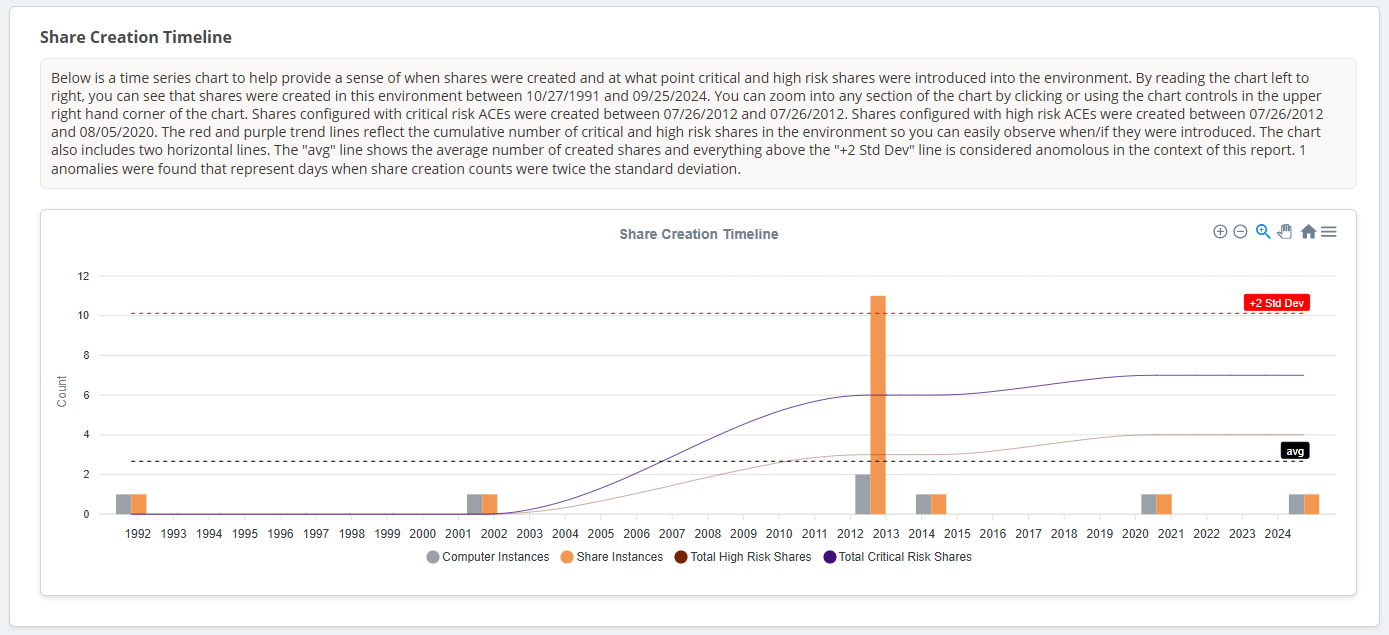 Share Creation Timeline
Below is a time series chart to help provide a sense of when shares were created and at what point critical and high risk shares were introduced into the environment. By reading the chart left to
right, you can see that shares were created in this environment between 10/27/1991 and 09/25/2024. You can zoom into any section of the chart by clicking or using the chart controls in the upper
right hand corner of the chart. Shares configured with critical risk ACEs were created between 07/26/2012 and 07/26/2012. Shares configured with high risk ACEs were created between 07/26/2012
and 08/05/2020. The red and purple trend lines reflect the cumulative number of critical and high risk shares in the environment so you can easily observe when/if they were introduced. The chart
also includes two horizontal lines. The "avg" line shows the average number of created shares and everything above the "+2 Std Dev" line is considered anomolous in the context of this report. 1
anomalies were found that represent days when share creation counts were twice the standard deviation.
Share Creation Timeline
12
+2 Std Dev
10
8
Count
6
4
avg
2
0
1992 1993 1994 1995 1996 1997 1998 1999 2000 2001 2002 2003 2004 2005 2006 2007 2008 2009 2010 2011 2012 2013 2014 2015 2016 2017 2018 2019 2020 2021 2022 2023 2024
Computer Instances Share Instances Total High Risk Shares Total Critical Risk Shares